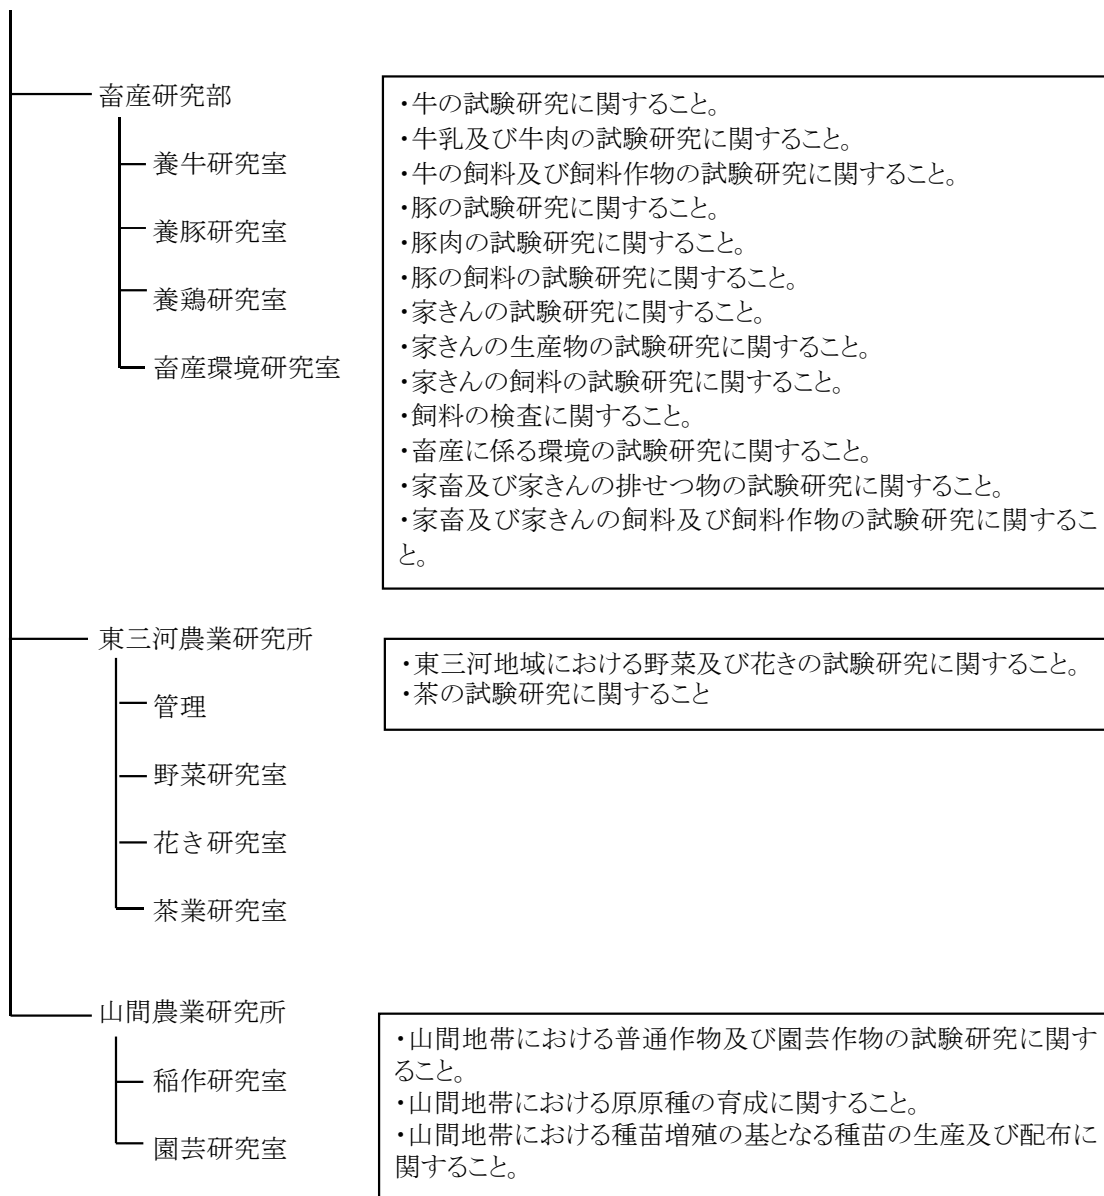 畜産研究部
養牛研究室
養豚研究室
養鶏研究室
畜産環境研究室
・牛の試験研究に関すること。
・牛乳及び牛肉の試験研究に関すること。
・牛の飼料及び飼料作物の試験研究に関すること。
・豚の試験研究に関すること。
・豚肉の試験研究に関すること。
・豚の飼料の試験研究に関すること。
・家きんの試験研究に関すること。
・家きんの生産物の試験研究に関すること。
・家きんの飼料の試験研究に関すること。
・飼料の検査に関すること。
・畜産に係る環境の試験研究に関すること。
・家畜及び家きんの排せつ物の試験研究に関すること。
・家畜及び家きんの飼料及び飼料作物の試験研究に関するこ
と。
東三河農業研究所
管理
野菜研究室
花き研究室
茶業研究室
・東三河地域における野菜及び花きの試験研究に関すること。
・茶の試験研究に関すること
山間農業研究所
稲作研究室
園芸研究室
・山間地帯における普通作物及び園芸作物の試験研究に関す
ること。
・山間地帯における原原種の育成に関すること。
・山間地帯における種苗増殖の基となる種苗の生産及び配布に
関すること。